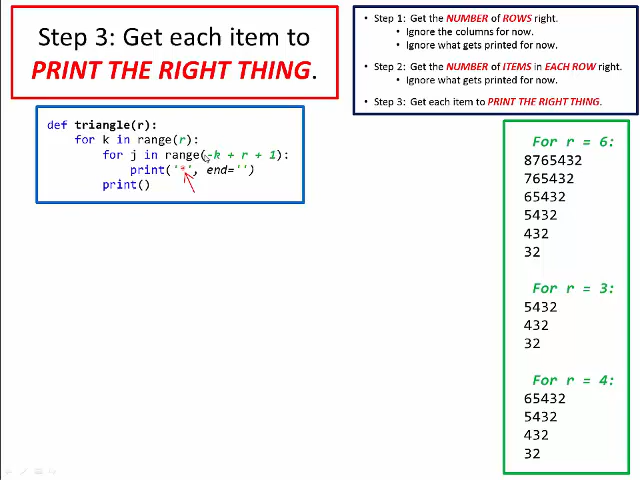 Step 3: Get each item to
PRINT THE RIGHT THING.
• Step 1: Get the NUMBER of ROWS right.
• Ignore the columns for now.
• Ignore what gets printed for now.
• Step 2: Get the NUMBER of ITEMS in EACH ROW right.
• Ignore what gets printed for now.
• Step 3: Get each item to PRINT THE RIGHT THING.
def triangle(r):
for k in range(r):
for j in range(-k + r + 1):
print('*', end='')
print()
For r = 6:
8765432
765432
65432
5432
432
32
For r = 3:
5432
432
32
For r = 4:
65432
5432
432
32